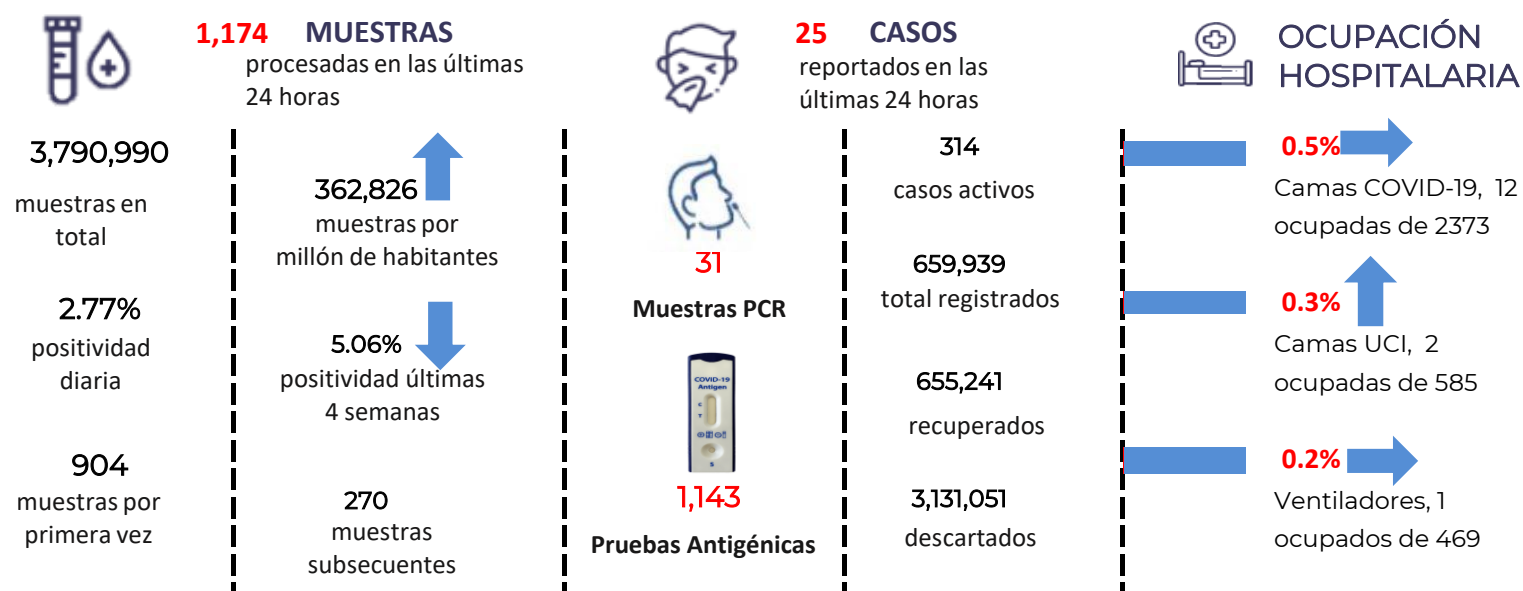 1,174 MUESTRAS
procesadas en las últimas
24 horas
3,790,990
muestras en
total
2.77%
positividad
diaria
904
muestras por
primera vez
362,826
muestras por
millón de habitantes
5.06%
positividad últimas
4 semanas
270
muestras
subsecuentes
25 CASOS
reportados en las
últimas 24 horas
31
Muestras PCR
COVID-19
Antigen
C
T
S
1,143
Pruebas Antigénicas
314
casos activos
659,939
total registrados
655,241
recuperados
3,131,051
descartados
OCUPACIÓN
HOSPITALARIA
0.5%
Camas COVID-19, 12
ocupadas de 2373
0.3%
Camas UCI, 2
ocupadas de 585
0.2%
Ventiladores, 1
ocupados de 469